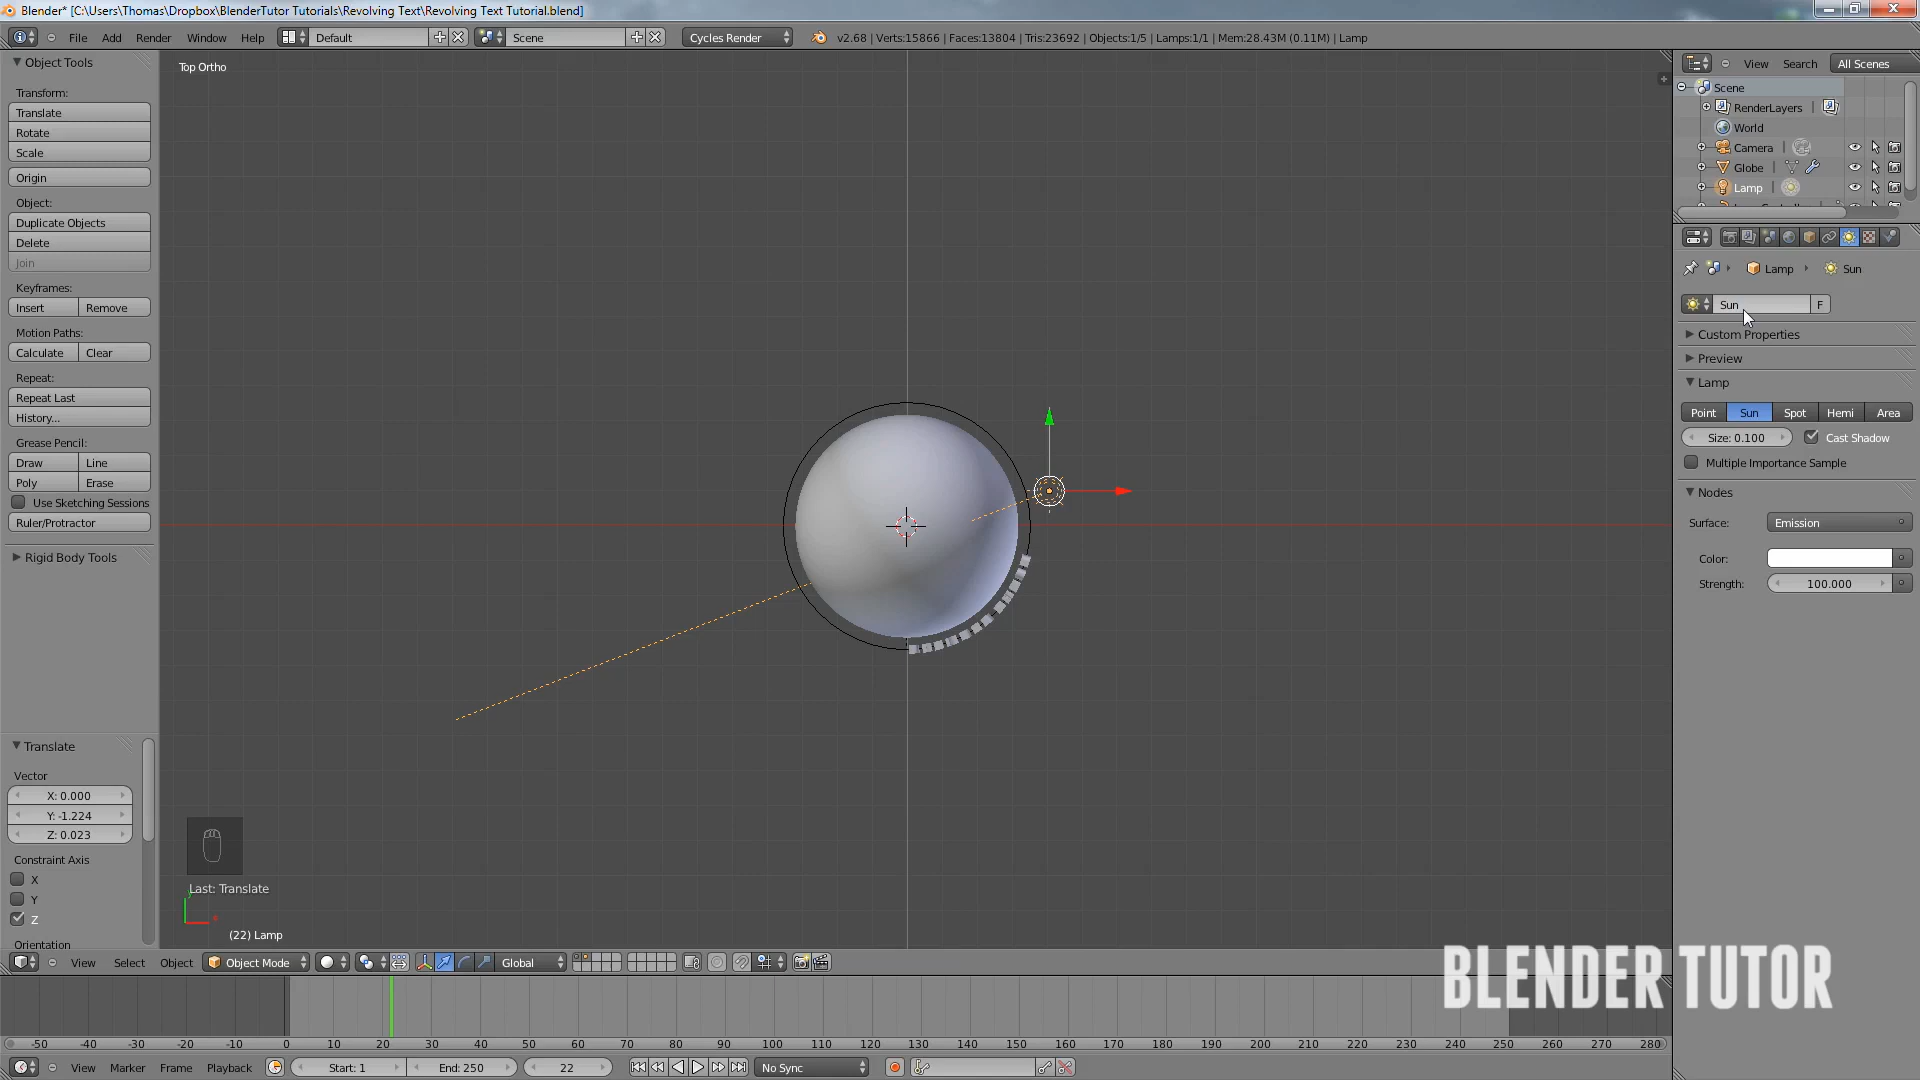 Blender* [C:\Users\Thomas\Dropbox\BlenderTutor Tutorials\Revolving Text\Revolving Text Tutorial.blend]
File Add Render Window Help Default Scene Cycles Render v2.68 | Verts:15866 | Faces:13804 | Tris:23692 | Objects:1/5 | Lamps:1/1 | Mem:28.43M (0.11M) | Lamp
Object Tools
Transform:
Translate
Rotate
Scale
Origin
Object:
Duplicate Objects
Delete
Join
Keyframes:
Insert Remove
Motion Paths:
Calculate Clear
Repeat:
Repeat Last
History...
Grease Pencil:
Draw Line
Poly Erase
Use Sketching Sessions
Ruler/Protractor
Rigid Body Tools
Translate
Vector
X: 0.000
Y: -1.224
Z: 0.023
Constraint Axis
X
Y
Z
Orientation
Top Ortho
Last: Translate
(22) Lamp
View Search All Scenes
Scene
RenderLayers
World
Camera
Globe
Lamp
Lamp Sun
Sun F
Custom Properties
Preview
Lamp
Point Sun Spot Hemi Area
Size: 0.100 Cast Shadow
Multiple Importance Sample
Nodes
Surface: Emission
Color:
Strength: 100.000
View Select Object Object Mode Global
BLENDER TUTOR
-50 -40 -30 -20 -10 0 10 20 30 40 50 60 70 80 90 100 110 120 130 140 150 160 170 180 190 200 210 220 230 240 250 260 270 280
View Marker Frame Playback Start: 1 End: 250 22 No Sync